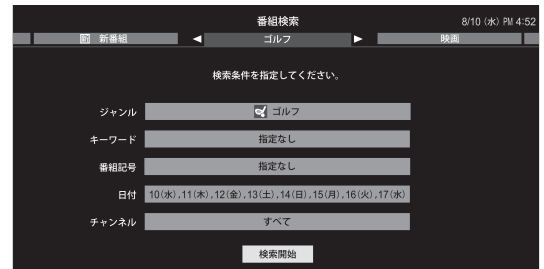 番組検索
8/10 (水) PM 4:52
新 新番組 ◀ ゴルフ ▶ 映画
検索条件を指定してください。
ジャンル ゴルフ
キーワード 指定なし
番組記号 指定なし
日付 10(水),11(木),12(金),13(土),14(日),15(月),16(火),17(水)
チャンネル すべて
検索開始